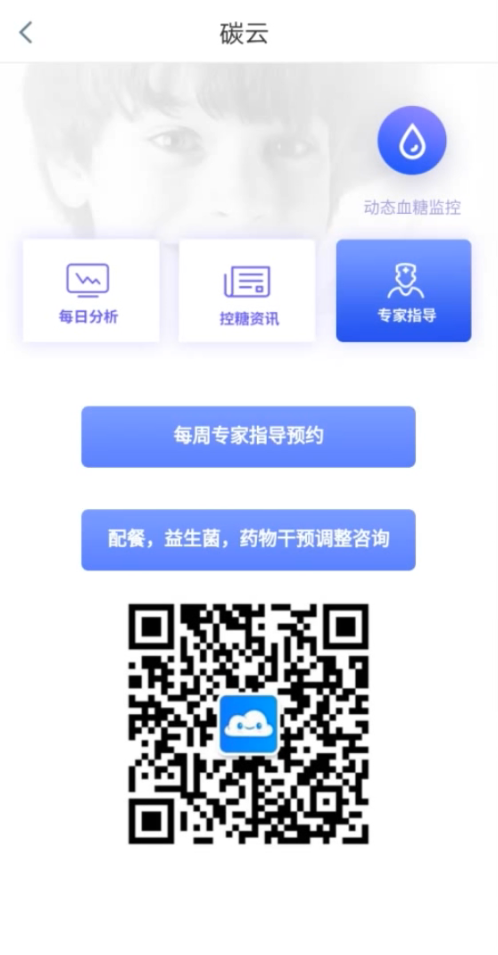 碳云
动态血糖监控
每日分析
控糖资讯
专家指导
每周专家指导预约
配餐，益生菌，药物干预调整咨询